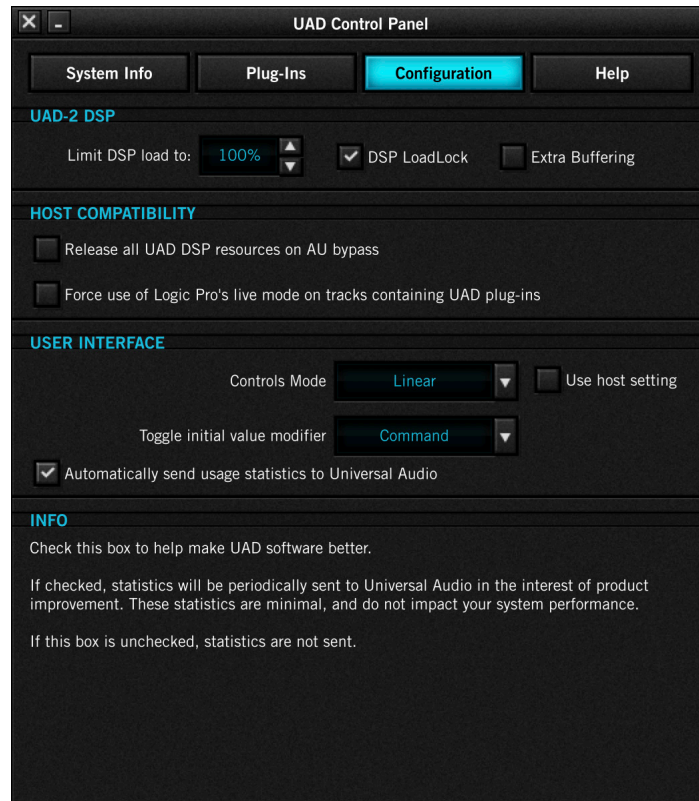 UAD Control Panel
System Info Plug-Ins Configuration Help
UAD-2 DSP
Limit DSP load to: 100% DSP LoadLock Extra Buffering
HOST COMPATIBILITY
Release all UAD DSP resources on AU bypass
Force use of Logic Pro's live mode on tracks containing UAD plug-ins
USER INTERFACE
Controls Mode Linear Use host setting
Toggle initial value modifier Command
Automatically send usage statistics to Universal Audio
INFO
Check this box to help make UAD software better.
If checked, statistics will be periodically sent to Universal Audio in the interest of product
improvement. These statistics are minimal, and do not impact your system performance.
If this box is unchecked, statistics are not sent.